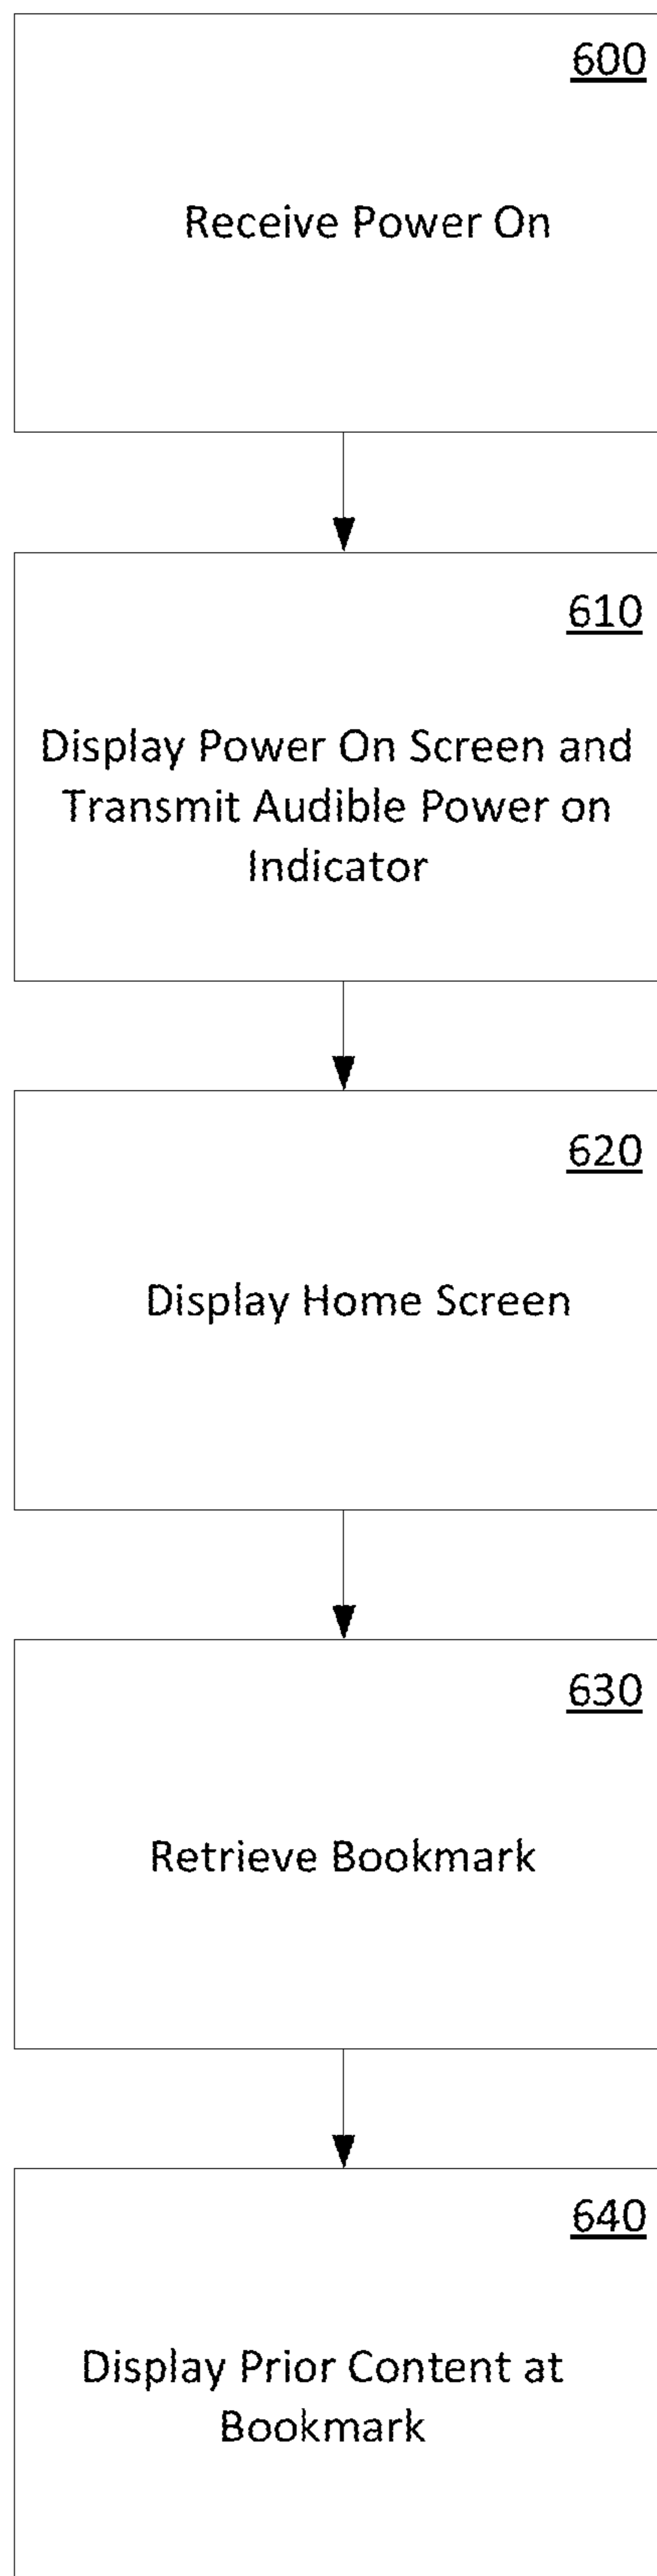 600
Receive Power On
610
Display Power On Screen and
Transmit Audible Power on
Indicator
620
Display Home Screen
630
Retrieve Bookmark
640
Display Prior Content at
Bookmark